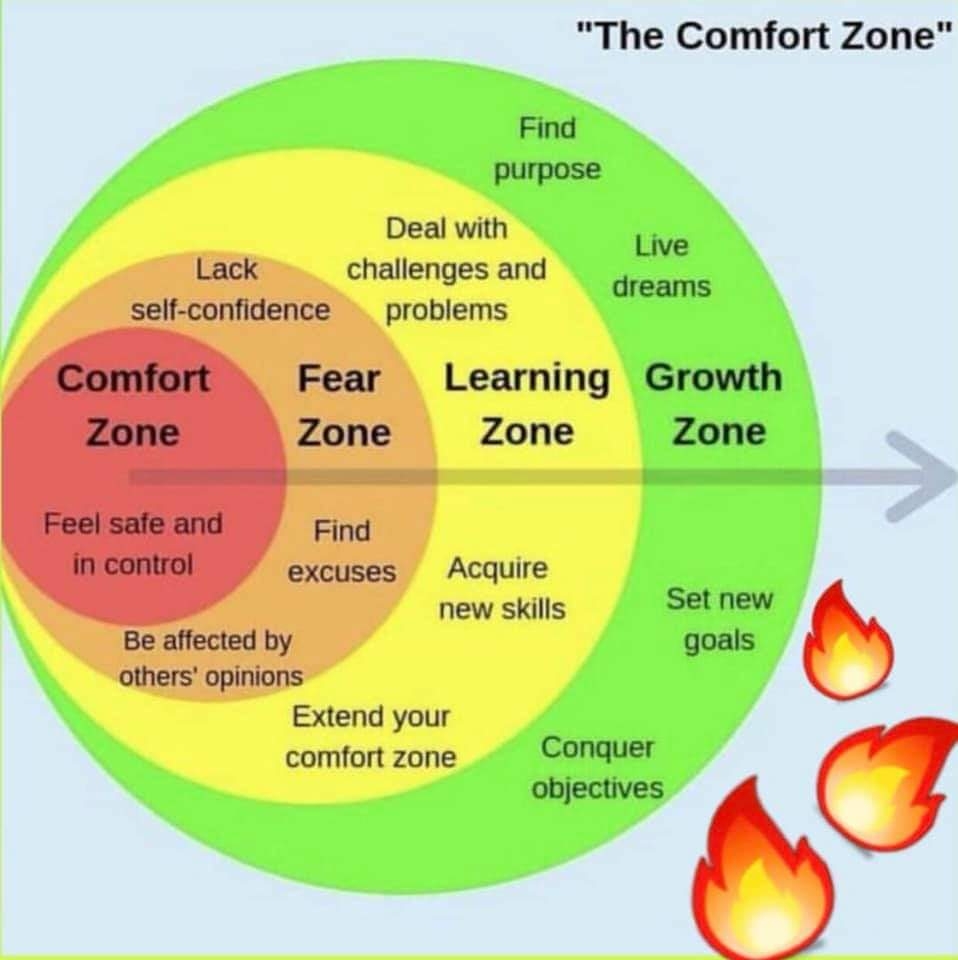 "The Comfort Zone"
Find
purpose
Deal with
challenges and
problems
Live
dreams
Lack
self-confidence
Comfort
Zone
Fear
Zone
Learning
Zone
Growth
Zone
Feel safe and
in control
Find
excuses
Acquire
new skills
Set new
goals
Be affected by
others' opinions
Extend your
comfort zone
Conquer
objectives